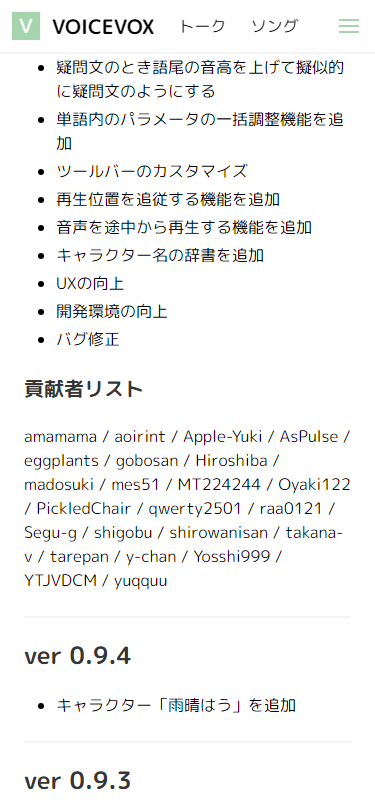 V VOICEVOX トーク ソング
疑問文のとき語尾の音高を上げて擬似的
に疑問文のようにする
単語内のパラメータの一括調整機能を追
加
ツールバーのカスタマイズ
再生位置を追従する機能を追加
音声を途中から再生する機能を追加
キャラクター名の辞書を追加
UXの向上
開発環境の向上
バグ修正
貢献者リスト
amamama / aoirint / Apple-Yuki / AsPulse /
eggplants / gobosan / Hiroshiba /
madosuki / mes51 / MT224244 / Oyaki122
/ PickledChair / qwerty2501 / raa0121 /
Segu-g / shigobu / shirowanisan / takana-
v / tarepan / y-chan / Yosshi999 /
YTJVDCM / yuqquu
ver 0.9.4
キャラクター「雨晴はう」を追加
ver 0.9.3